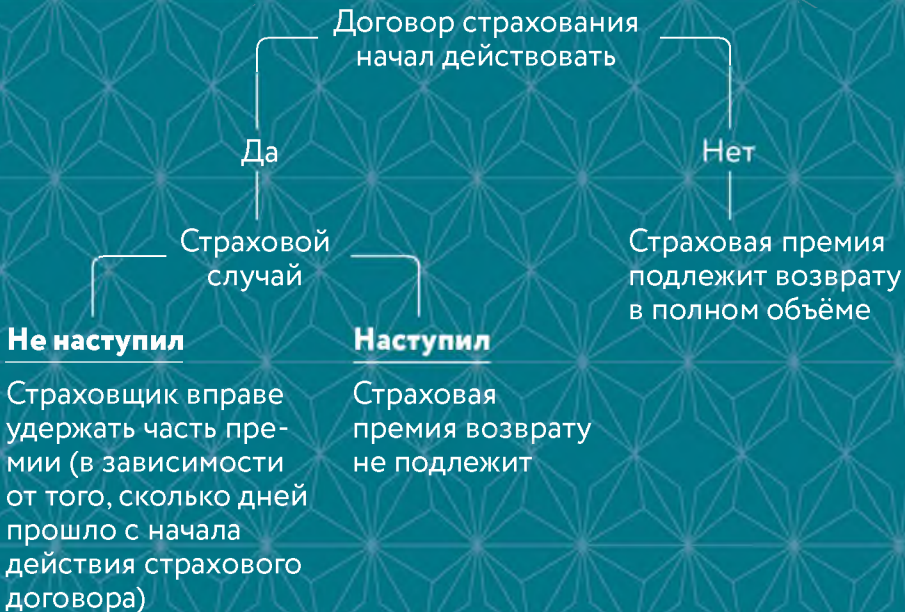 Договор страхования
начал действовать
Да
Нет
Страховой
случай
Страховая премия
подлежит возврату
в полном объёме
Не наступил
Страховщик вправе
удержать часть пре-
мии (в зависимости
от того, сколько дней
прошло с начала
действия страхового
договора)
Наступил
Страховая
премия возврату
не подлежит